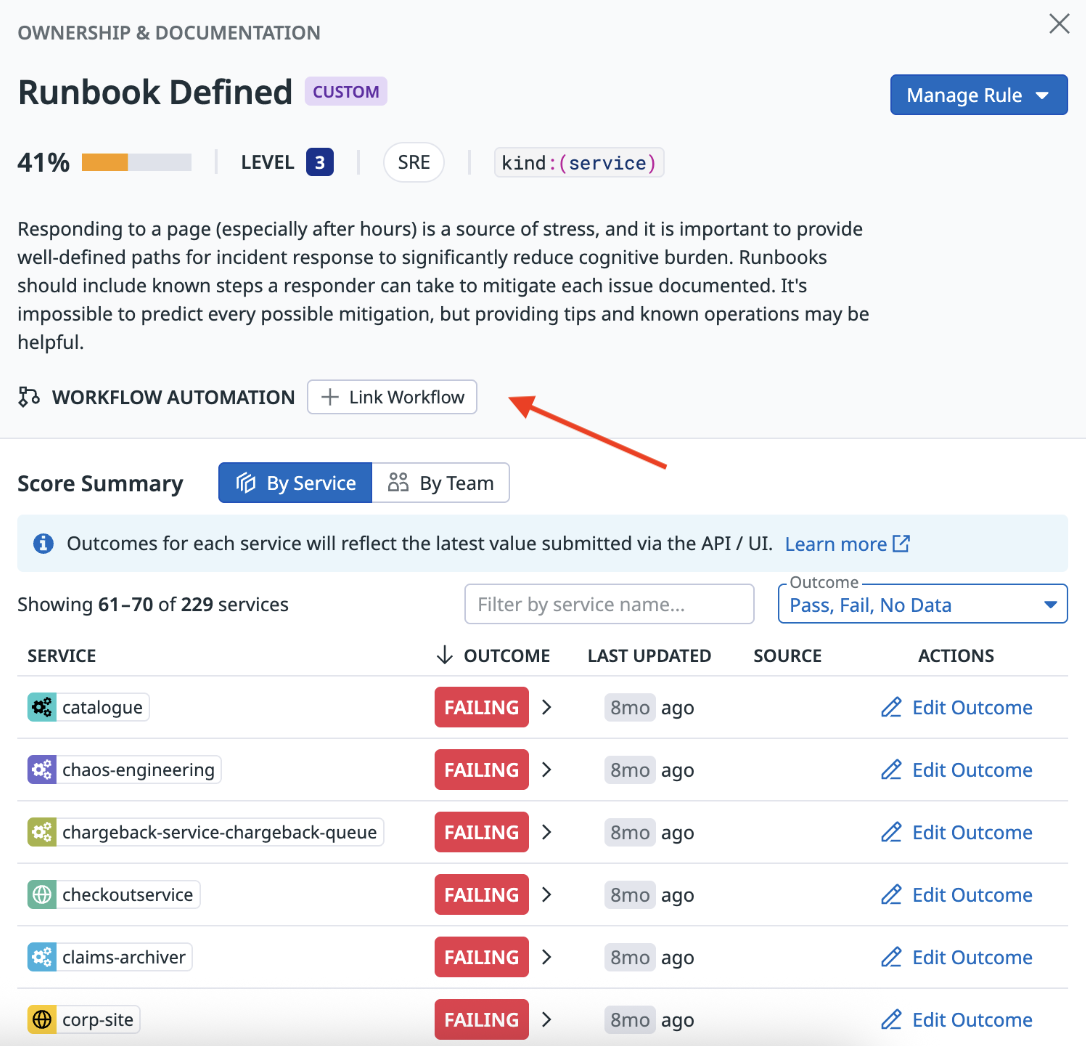 OWNERSHIP & DOCUMENTATION
Runbook Defined CUSTOM
Manage Rule
41% LEVEL 3 SRE kind:(service)
Responding to a page (especially after hours) is a source of stress, and it is important to provide
well-defined paths for incident response to significantly reduce cognitive burden. Runbooks
should include known steps a responder can take to mitigate each issue documented. It's
impossible to predict every possible mitigation, but providing tips and known operations may be
helpful.
WORKFLOW AUTOMATION + Link Workflow
Score Summary By Service By Team
Outcomes for each service will reflect the latest value submitted via the API / UI. Learn more
Showing 61–70 of 229 services Filter by service name... Outcome Pass, Fail, No Data
SERVICE OUTCOME LAST UPDATED SOURCE ACTIONS
catalogue FAILING 8mo ago Edit Outcome
chaos-engineering FAILING 8mo ago Edit Outcome
chargeback-service-chargeback-queue FAILING 8mo ago Edit Outcome
checkoutservice FAILING 8mo ago Edit Outcome
claims-archiver FAILING 8mo ago Edit Outcome
corp-site FAILING 8mo ago Edit Outcome